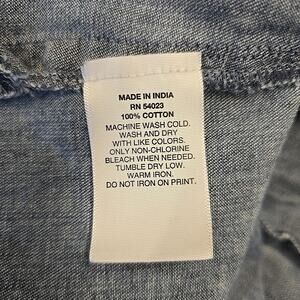 MADE IN INDIA
RN 54023
100% COTTON
MACHINE WASH COLD.
WASH AND DRY
WITH LIKE COLORS.
ONLY NON-CHLORINE
BLEACH WHEN NEEDED.
TUMBLE DRY LOW.
WARM IRON.
DO NOT IRON ON PRINT.